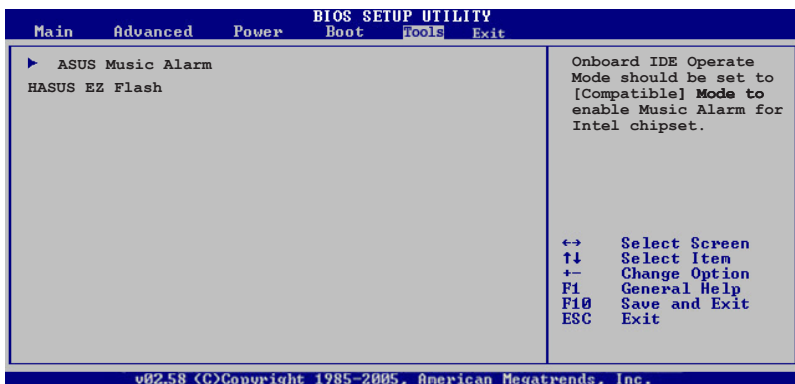 BIOS SETUP UTILITY
Main Advanced Power Boot Tools Exit
ASUS Music Alarm
HASUS EZ Flash
Onboard IDE Operate
Mode should be set to
[Compatible] Mode to
enable Music Alarm for
Intel chipset.
←→ Select Screen
↑↓ Select Item
+- Change Option
F1 General Help
F10 Save and Exit
ESC Exit
v02.58 (C)Copyright 1985-2005, American Megatrends, Inc.